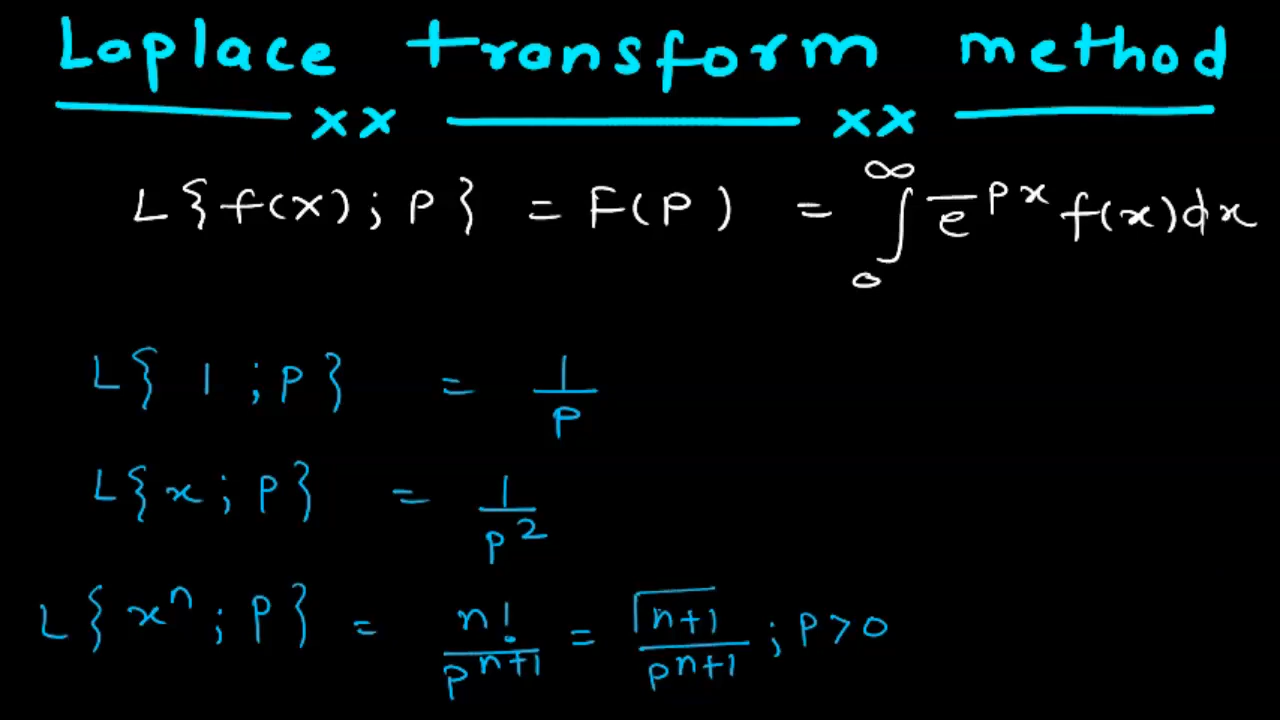 Laplace transform method
xx xx
L{f(x);P} = F(P) = ∫₀^∞ e^{-Px} f(x)dx
L{1;P} = 1/P
L{x;P} = 1/P²
L{xⁿ;P} = n!/P^{n+1} = Γ(n+1)/P^{n+1} ; P>0